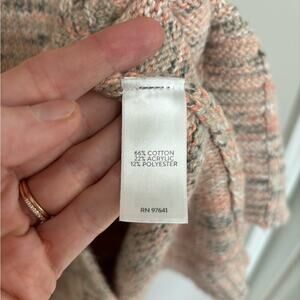 66% COTTON
22% ACRYLIC
12% POLYESTER
RN 97641